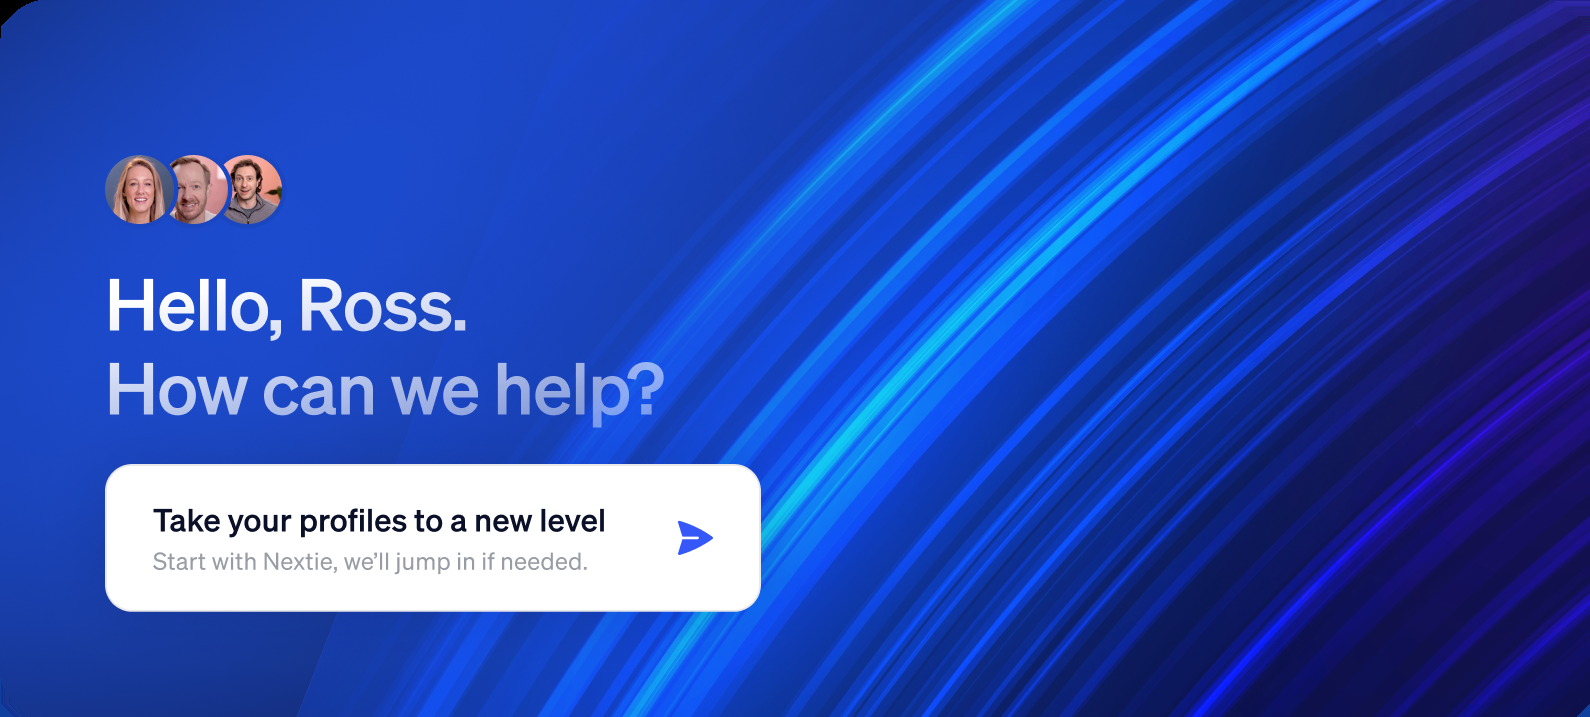 Hello, Ross.
How can we help?
Take your profiles to a new level
Start with Nextie, we’ll jump in if needed.